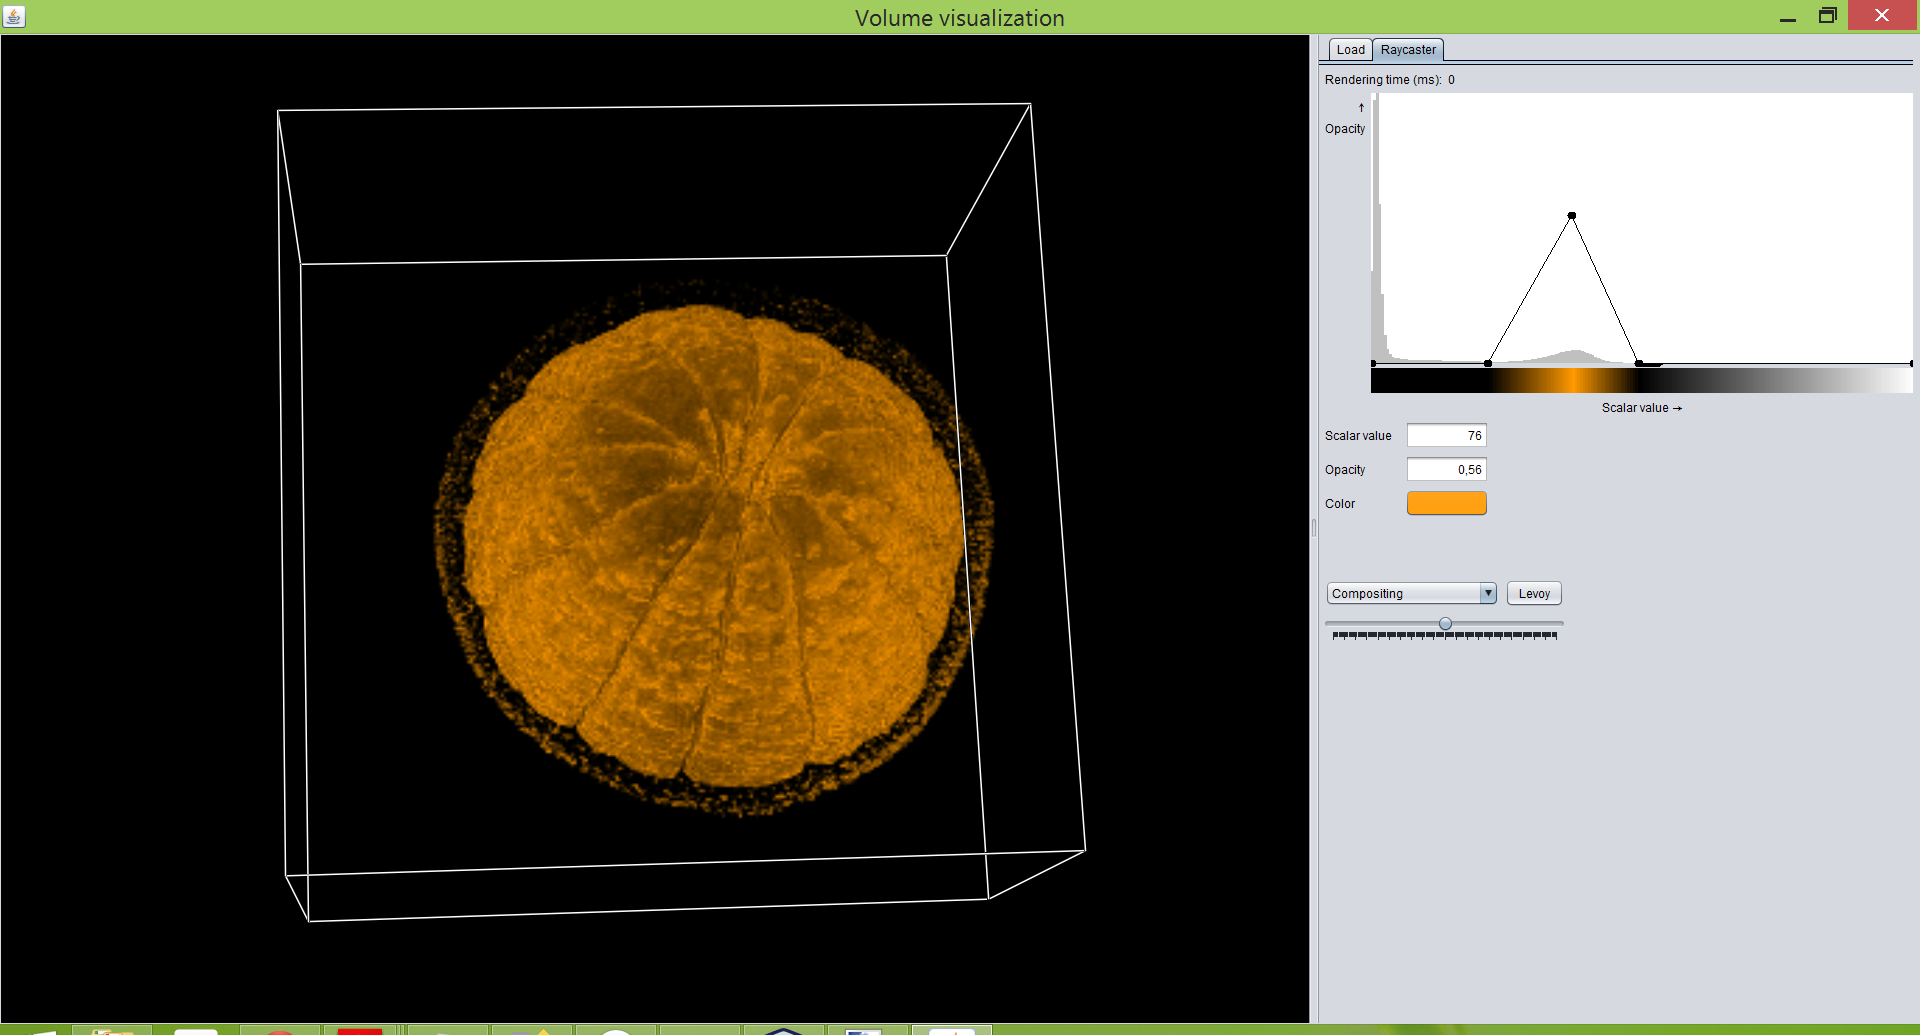 Volume visualization
Load Raycaster
Rendering time (ms): 0
↑
Opacity
Scalar value →
Scalar value 76
Opacity 0,56
Color
Compositing Levoy